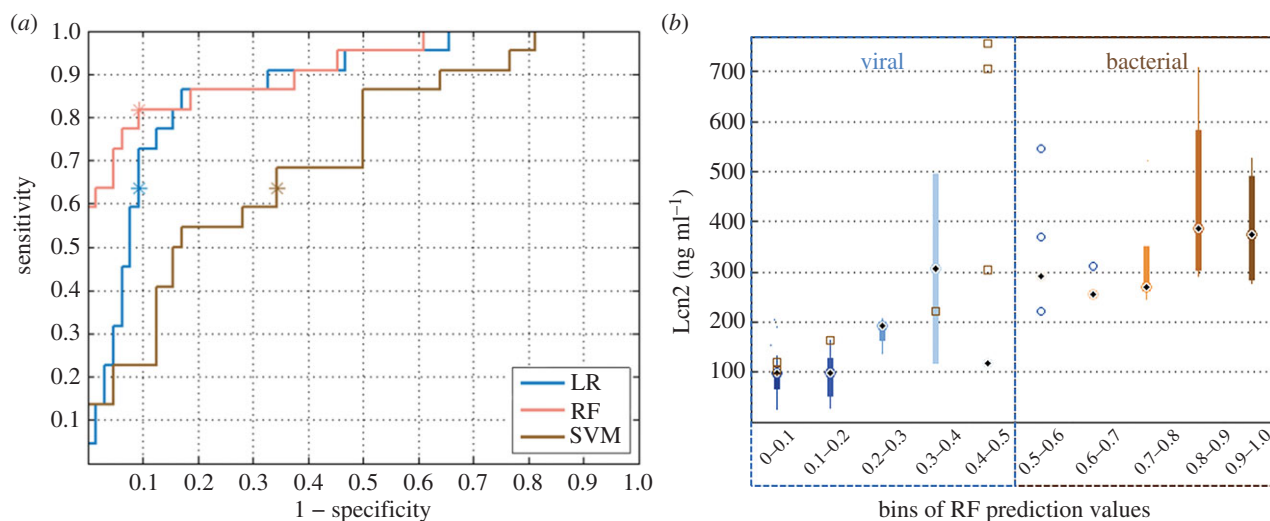 (a)
1.0
0.9
0.8
0.7
0.6
0.5
1.0
0.3
0.2
0.1
sensitivity
LR
RF
SVM
0.1 0.2 0.3 0.4 0.5 0.6 0.7 0.8 0.9 1.0
1 − specificity
(b)
viral bacterial
700
600
500
400
300
200
100
Lcn2 (ng ml−1)
0–0.1 0.1–0.2 0.2–0.3 0.3–0.4 0.4–0.5 0.5–0.6 0.6–0.7 0.7–0.8 0.8–0.9 0.9–1.0
bins of RF prediction values